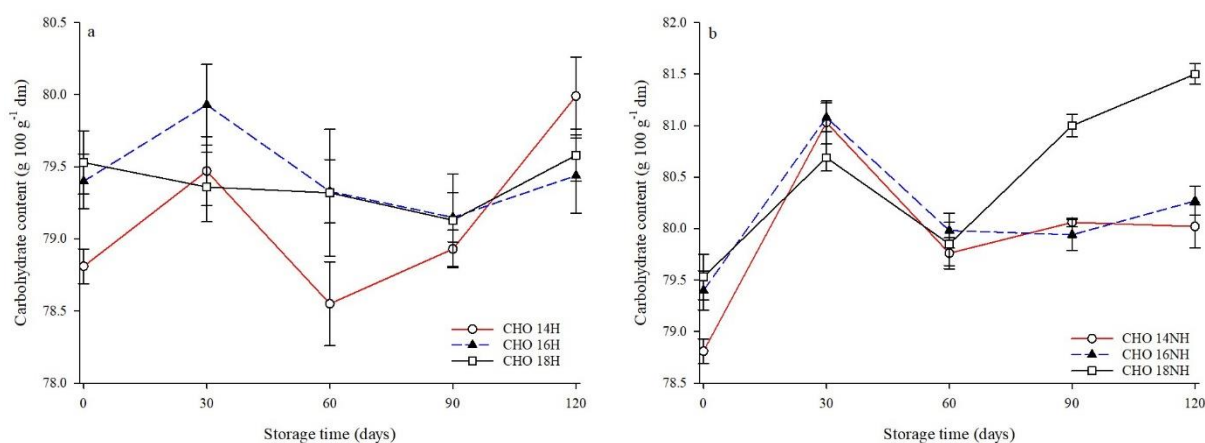 a
80.5
80.0
79.5
79.0
78.5
78.0
Carbohydrate content (g 100 g⁻¹ dm)
0 30 60 90 120
Storage time (days)
CHO 14H
CHO 16H
CHO 18H
b
82.0
81.5
81.0
80.5
80.0
79.5
79.0
78.5
Carbohydrate content (g 100 g⁻¹ dm)
0 30 60 90 120
Storage time (days)
CHO 14NH
CHO 16NH
CHO 18NH